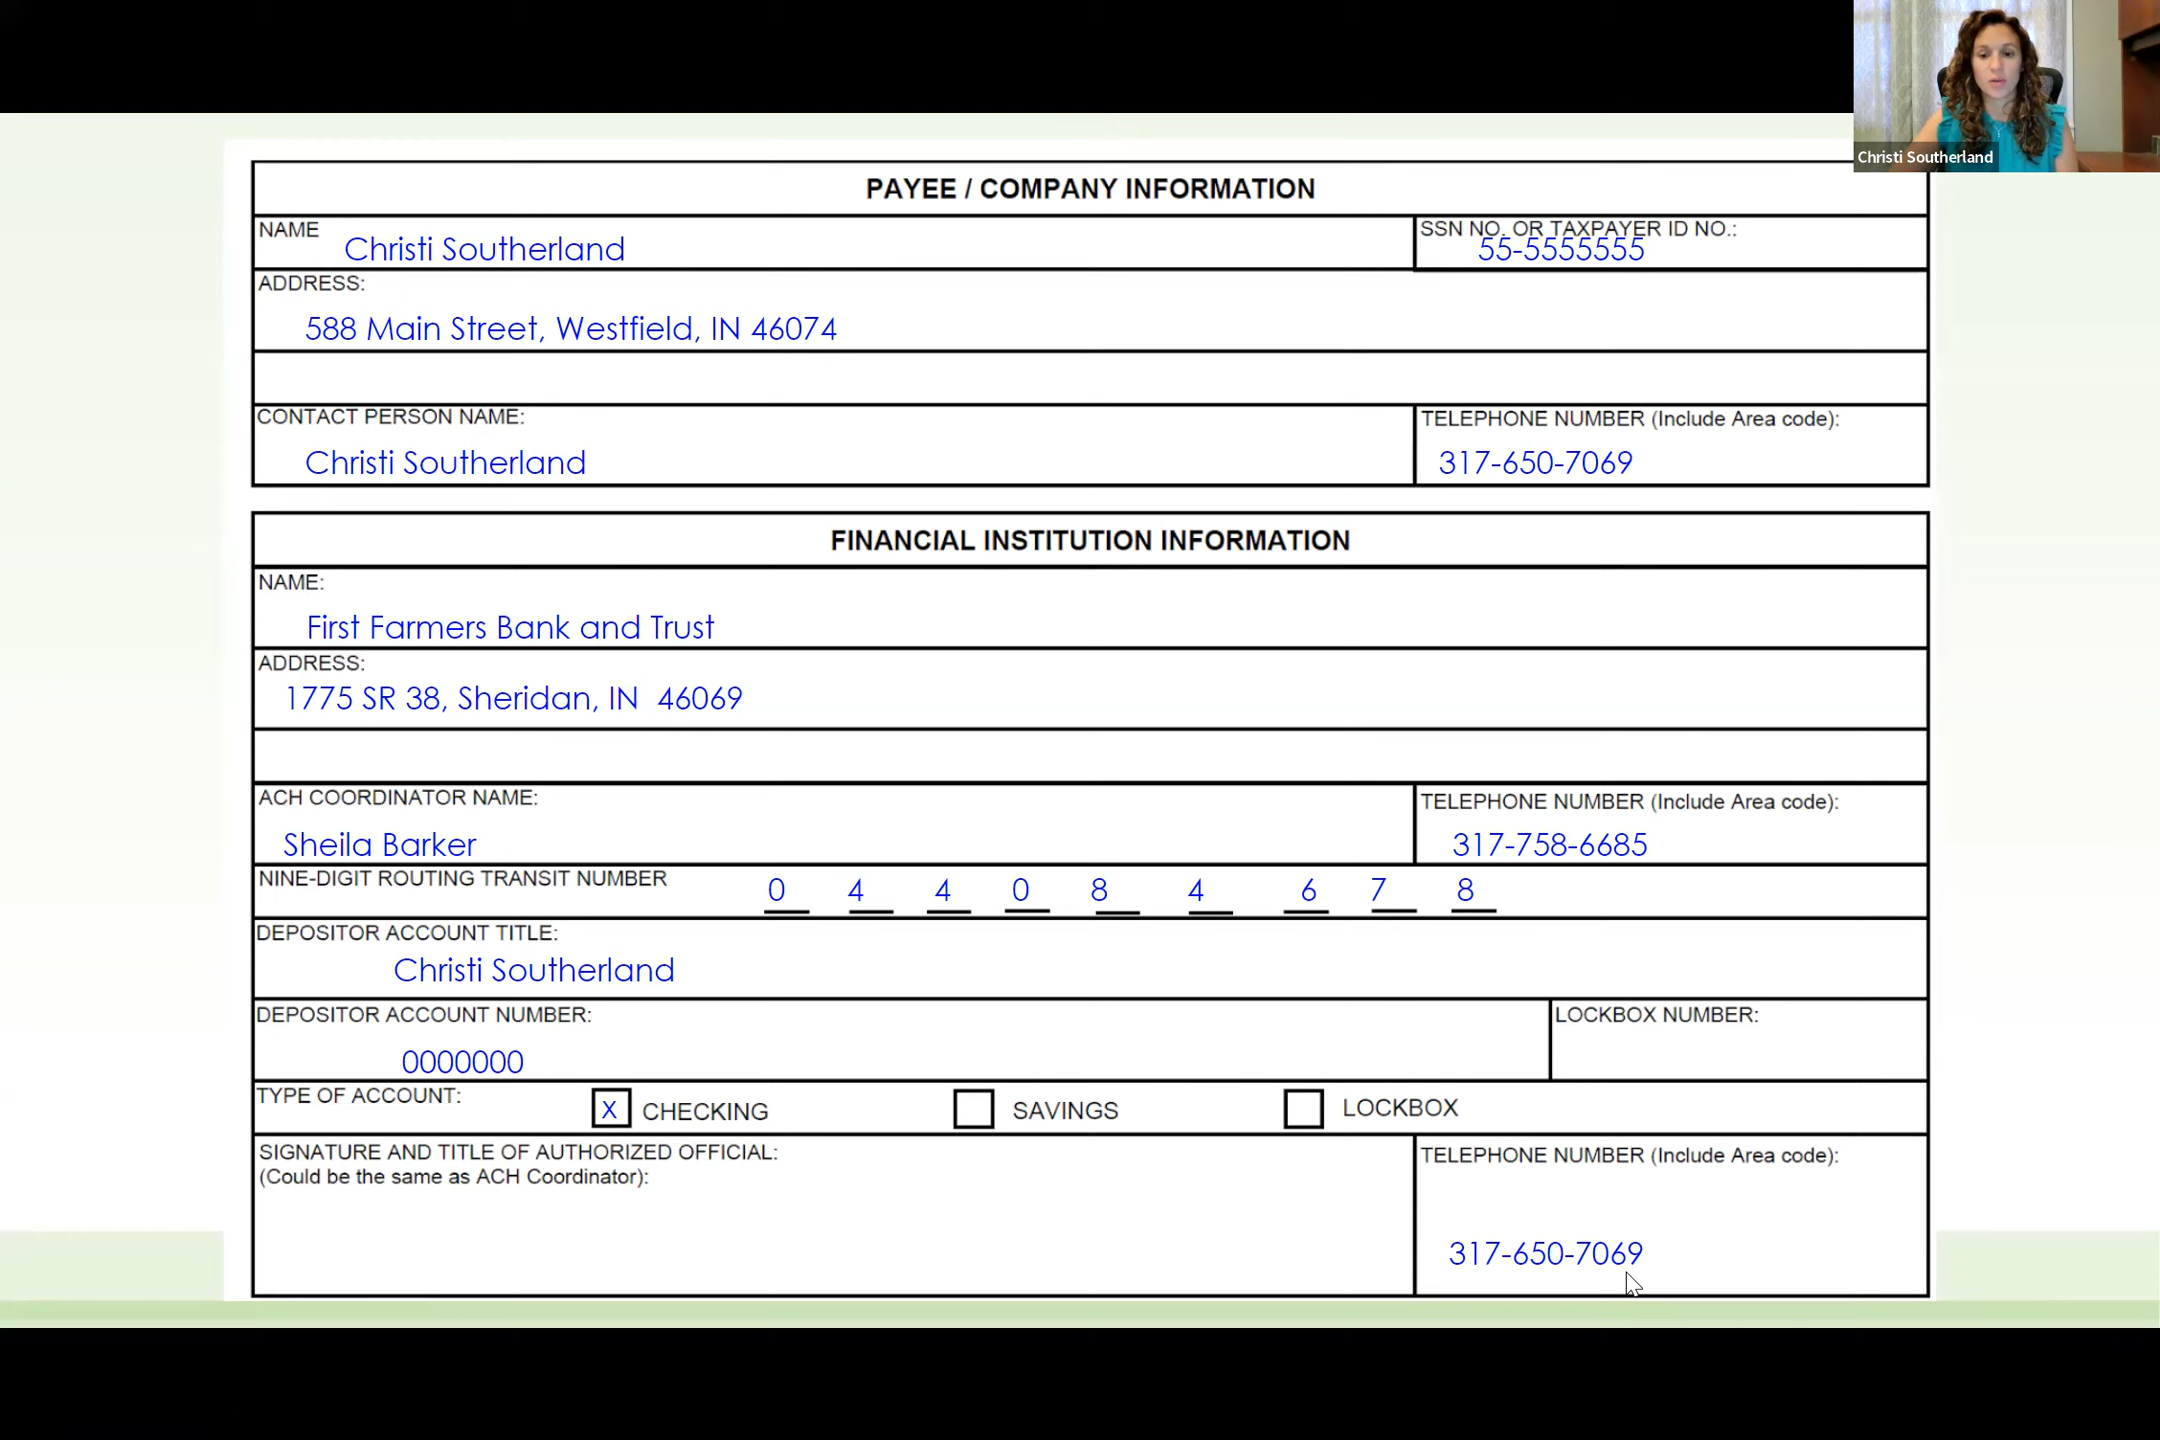 Christi Southerland
PAYEE / COMPANY INFORMATION
NAME
Christi Southerland
SSN NO. OR TAXPAYER ID NO.:
55-5555555
ADDRESS:
588 Main Street, Westfield, IN 46074
CONTACT PERSON NAME:
Christi Southerland
TELEPHONE NUMBER (Include Area code):
317-650-7069
FINANCIAL INSTITUTION INFORMATION
NAME:
First Farmers Bank and Trust
ADDRESS:
1775 SR 38, Sheridan, IN  46069
ACH COORDINATOR NAME:
Sheila Barker
TELEPHONE NUMBER (Include Area code):
317-758-6685
NINE-DIGIT ROUTING TRANSIT NUMBER 0 4 4 0 8 4 6 7 8
DEPOSITOR ACCOUNT TITLE:
Christi Southerland
DEPOSITOR ACCOUNT NUMBER:
0000000
LOCKBOX NUMBER:
TYPE OF ACCOUNT: X CHECKING SAVINGS LOCKBOX
SIGNATURE AND TITLE OF AUTHORIZED OFFICIAL:
(Could be the same as ACH Coordinator):
TELEPHONE NUMBER (Include Area code):
317-650-7069